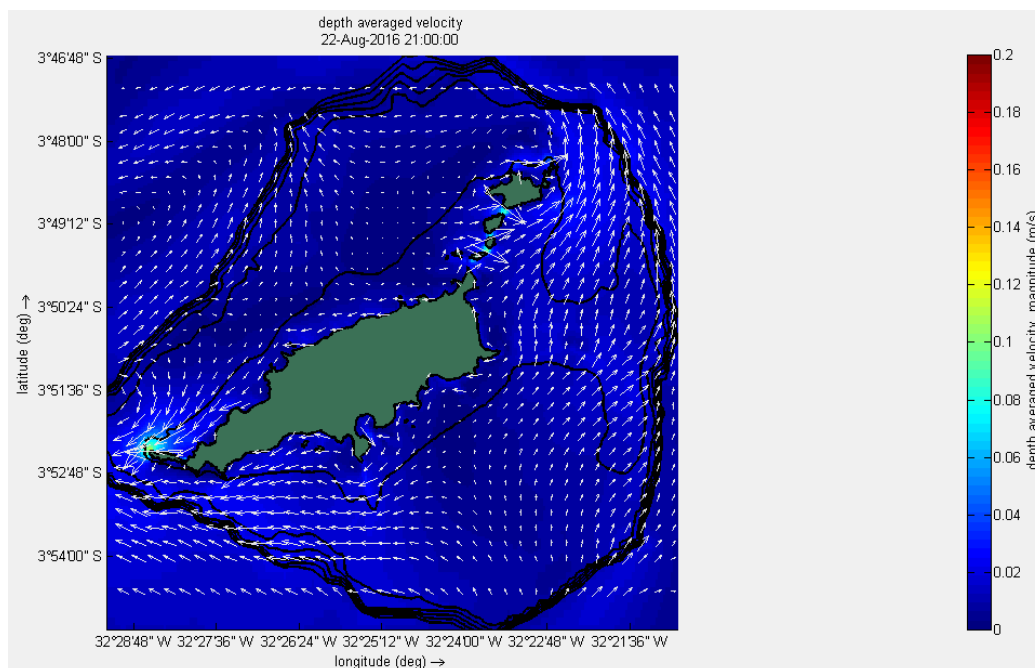 depth averaged velocity
22-Aug-2016 21:00:00
3°46'48" S
3°48'00" S
3°49'12" S
3°50'24" S
3°51'36" S
3°52'48" S
3°54'00" S
latitude (deg) →
32°28'48" W 32°27'36" W 32°26'24" W 32°25'12" W 32°24'00" W 32°22'48" W 32°21'36" W
longitude (deg) →
0.2
0.18
0.16
0.14
0.12
0.1
0.08
0.06
0.04
0.02
0
depth averaged velocity, magnitude (m/s)